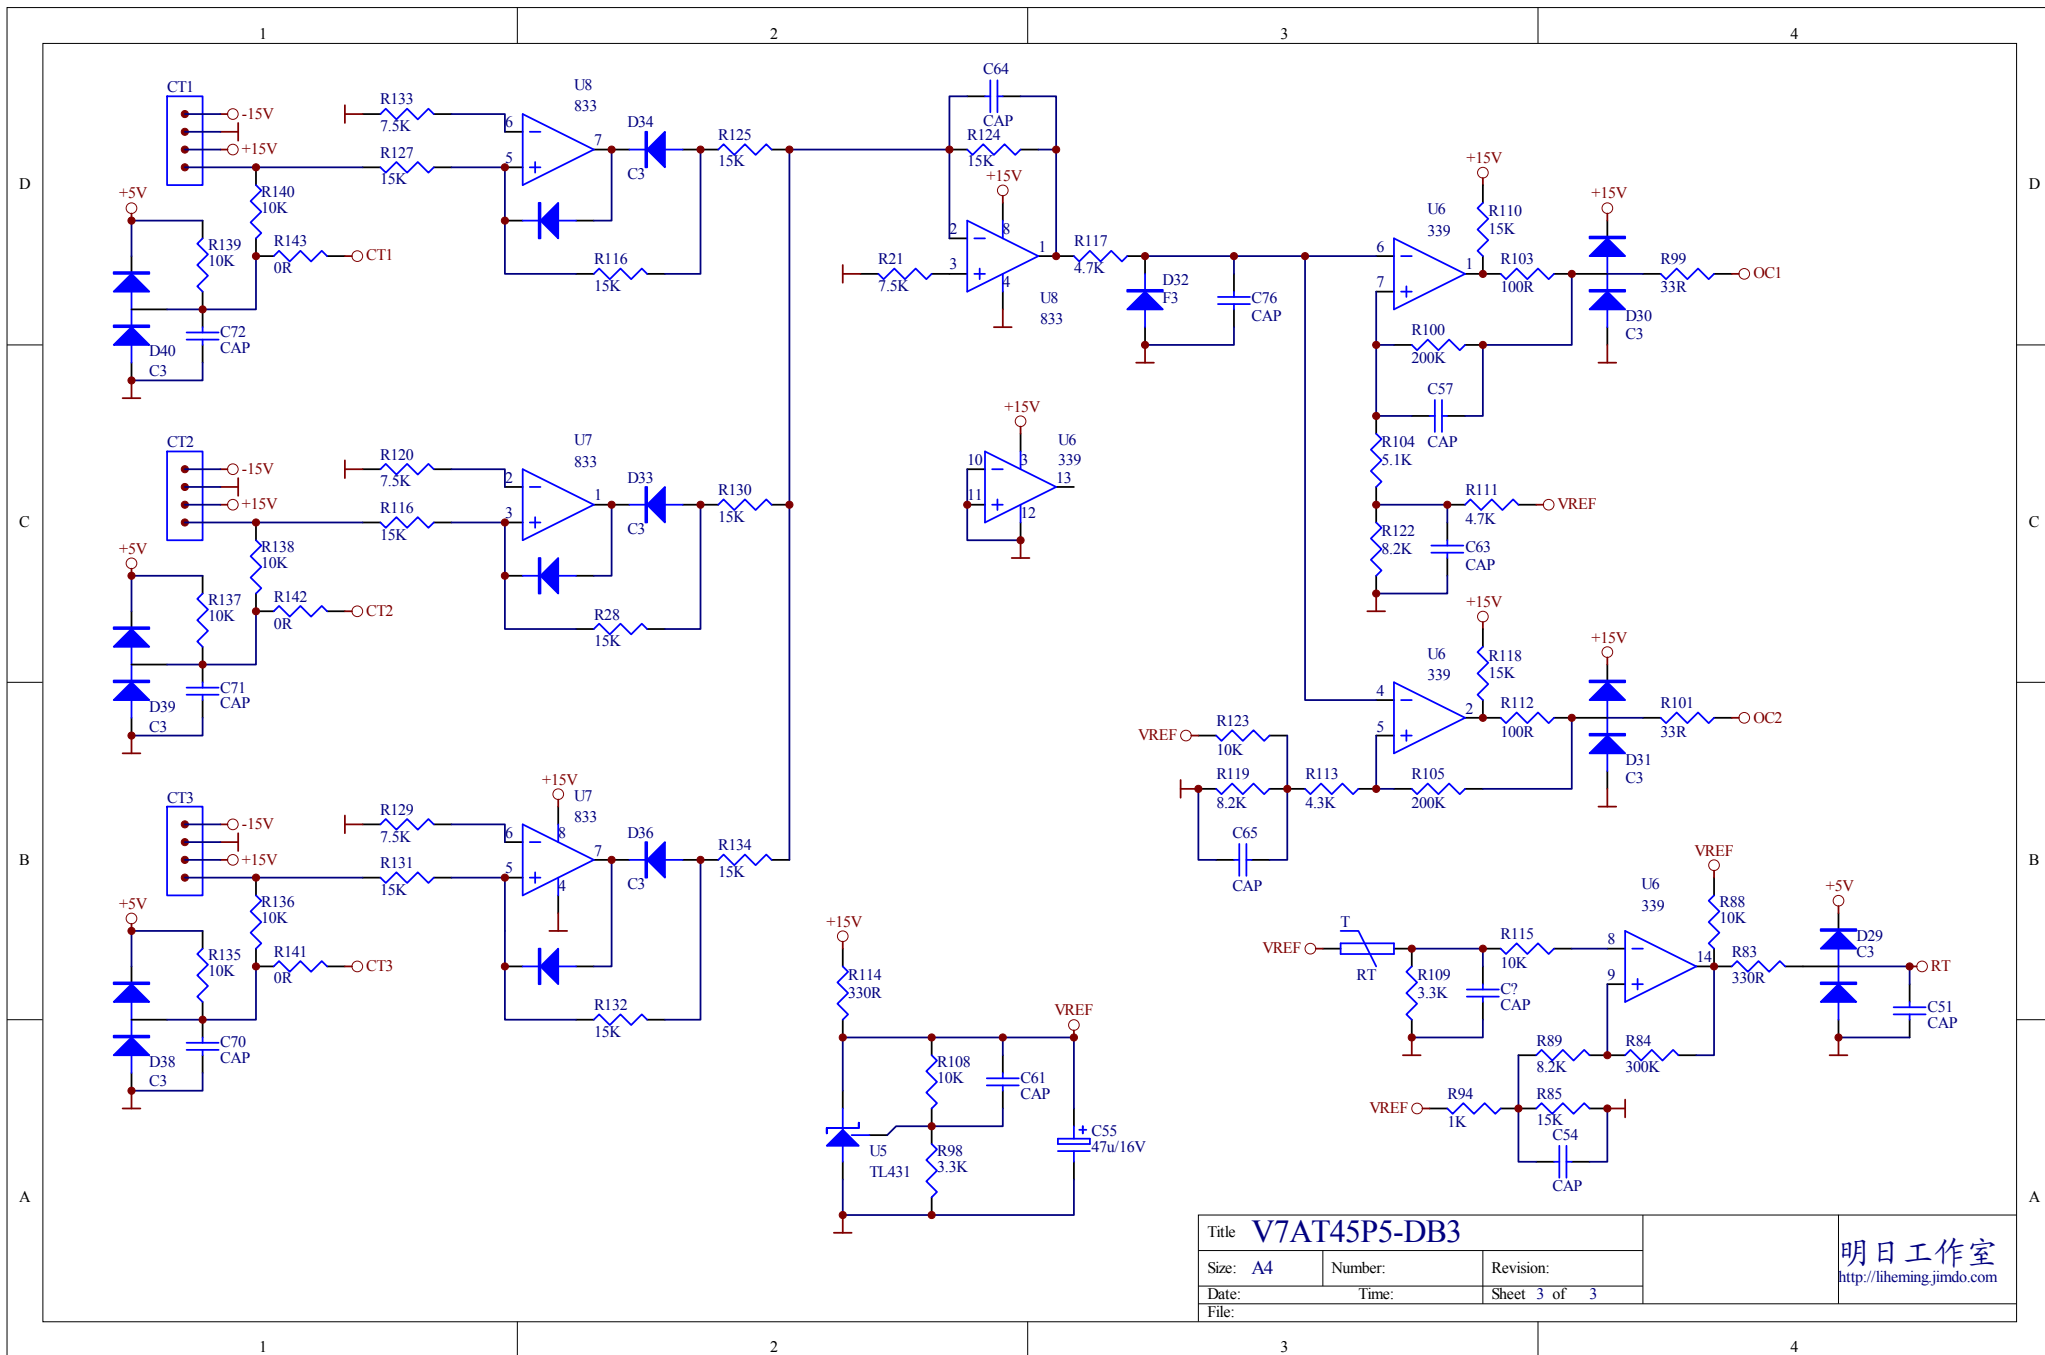 1 2 3 4
D
D
C
C
B
B
A
A
1 2 3 4
CT1
-15V
+15V
R133
7.5K
R127
15K
U8
833
6
5
7
D34
C3
R125
15K
R116
15K
+5V
R140
10K
R139
10K
R143
0R
CT1
C72
CAP
D40
C3
C64
CAP
R124
15K
+15V
2
3
8
4
1
R21
7.5K
U8
833
R117
4.7K
D32
F3
C76
CAP
U6
339
6
7
1
+15V
R110
15K
R103
100R
+15V
R99
33R
OC1
D30
C3
R100
200K
C57
CAP
R104
5.1K
R111
4.7K
VREF
R122
8.2K
C63
CAP
CT2
-15V
+15V
R120
7.5K
R116
15K
U7
833
2
3
1
D33
C3
R130
15K
R28
15K
+5V
R138
10K
R137
10K
R142
0R
CT2
C71
CAP
D39
C3
+15V
U6
339
10
11
3
13
12
+15V
U6
339
4
5
2
R118
15K
R112
100R
+15V
R101
33R
OC2
D31
C3
VREF
R123
10K
R119
8.2K
R113
4.3K
R105
200K
C65
CAP
CT3
-15V
+15V
R129
7.5K
R131
15K
+15V
U7
833
6
5
8
4
7
D36
C3
R134
15K
R132
15K
+5V
R136
10K
R135
10K
R141
0R
CT3
C70
CAP
D38
C3
+15V
R114
330R
VREF
R108
10K
C61
CAP
R98
3.3K
U5
TL431
+
C55
47u/16V
VREF
T
RT
R109
3.3K
C?
CAP
R115
10K
U6
339
8
9
14
VREF
R88
10K
R83
330R
+5V
D29
C3
RT
C51
CAP
R89
8.2K
R84
300K
VREF
R94
1K
R85
15K
C54
CAP
Title V7AT45P5-DB3
Size: A4 Number: Revision:
Date: Time: Sheet 3 of 3
File:
明日工作室
http://liheming.jimdo.com